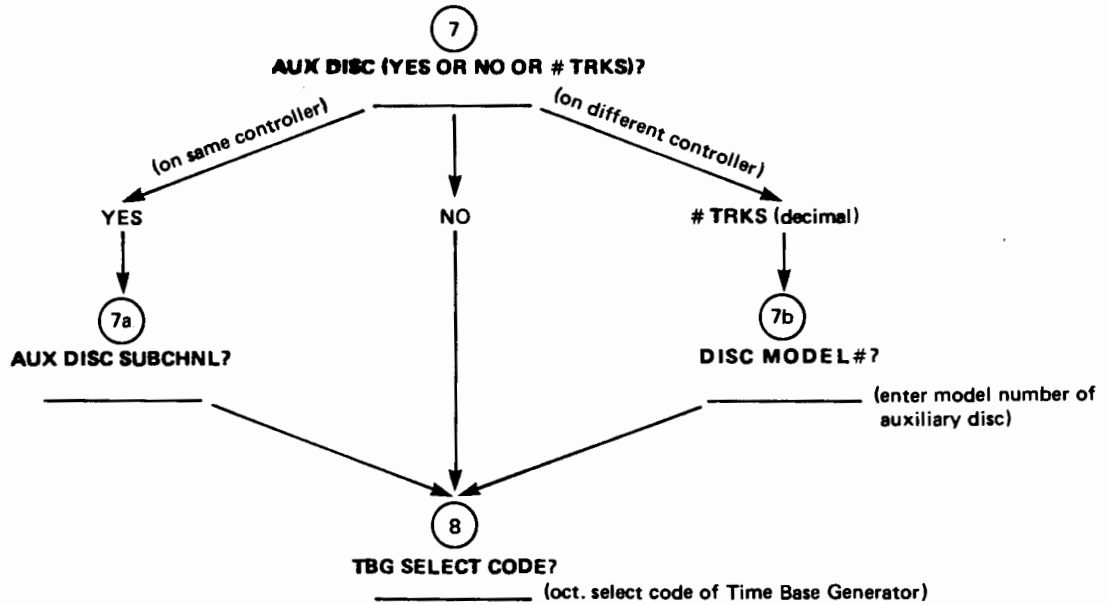 7
AUX DISC (YES OR NO OR # TRKS)?
(on same controller)
(on different controller)
YES
NO
# TRKS (decimal)
7a
7b
AUX DISC SUBCHNL?
DISC MODEL#?
(enter model number of
auxiliary disc)
8
TBG SELECT CODE?
(oct. select code of Time Base Generator)